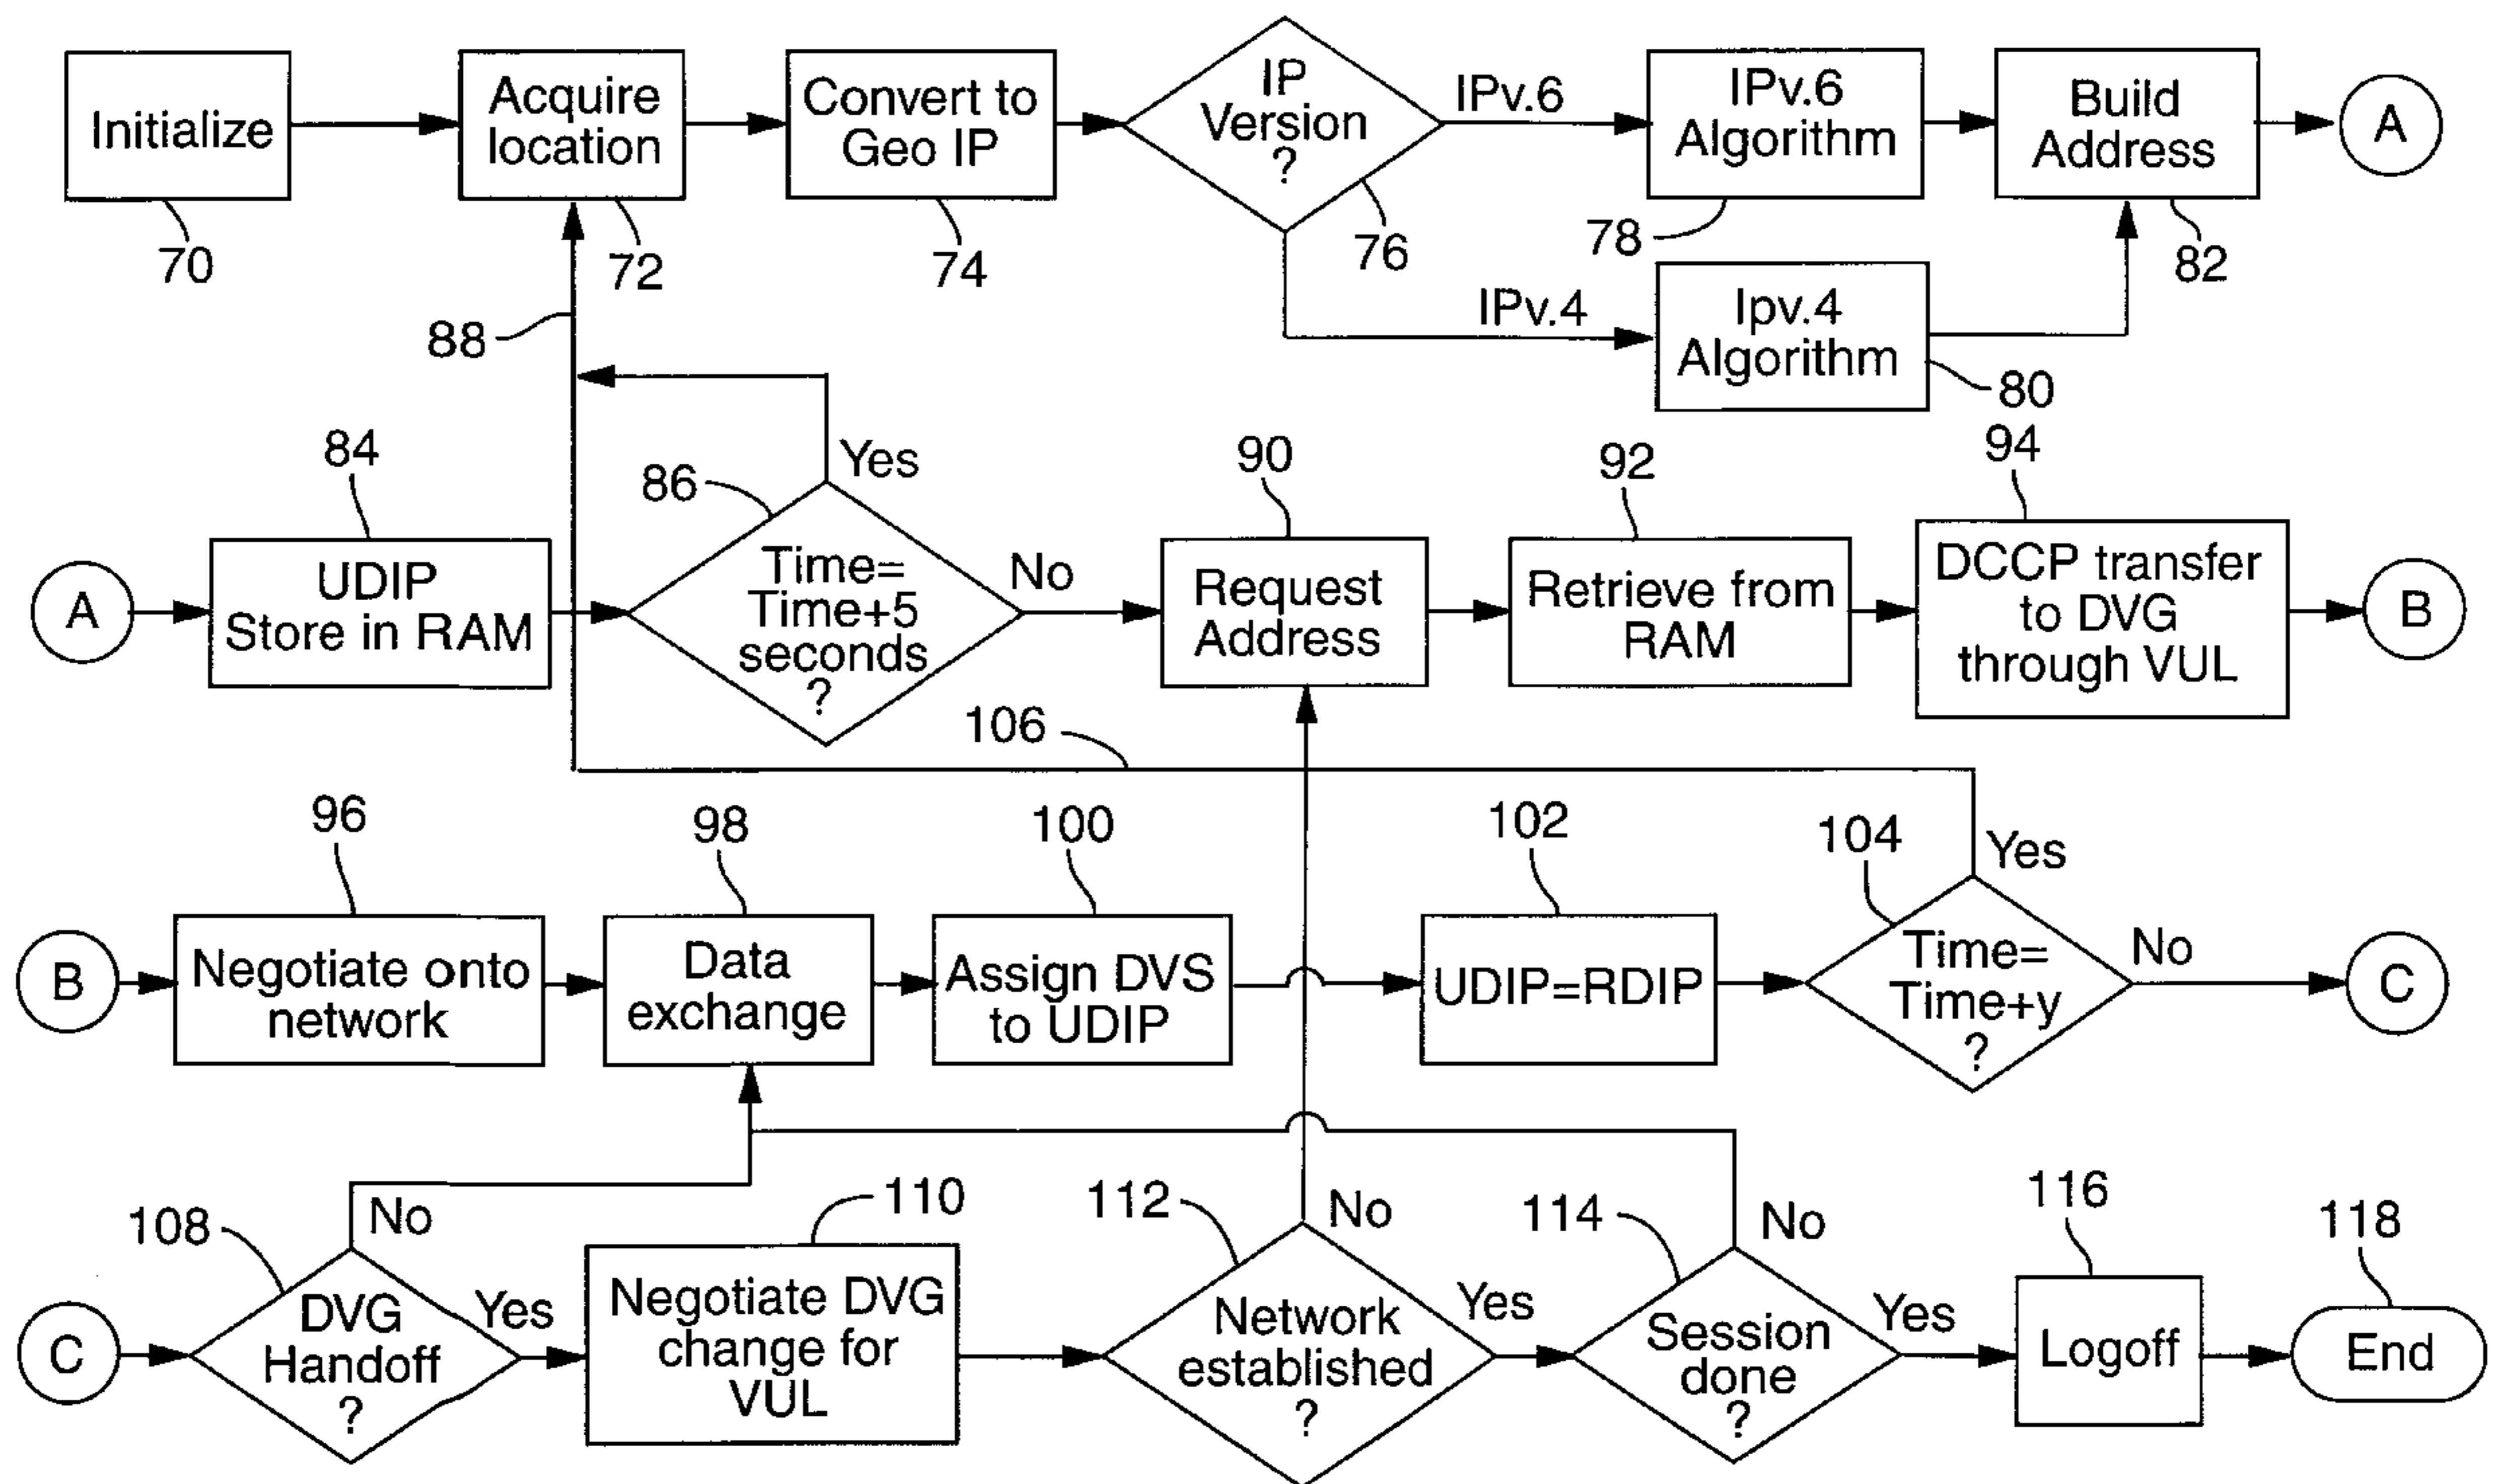 Initialize
70
Acquire
location
72
Convert to
Geo IP
74
IP
Version
?
76
IPv.6
IPv.6
Algorithm
78
Build
Address
82
A
IPv.4
Ipv.4
Algorithm
80
88
A
84
UDIP
Store in RAM
86
Yes
Time=
Time+5
seconds
?
No
90
Request
Address
92
Retrieve from
RAM
94
DCCP transfer
to DVG
through VUL
B
106
B
96
Negotiate onto
network
98
Data
exchange
100
Assign DVS
to UDIP
102
UDIP=RDIP
104
Yes
Time=
Time+y
?
No
C
C
108
No
DVG
Handoff
?
Yes
110
Negotiate DVG
change for
VUL
112
No
Network
established
?
Yes
114
No
Session
done
?
Yes
116
Logoff
118
End